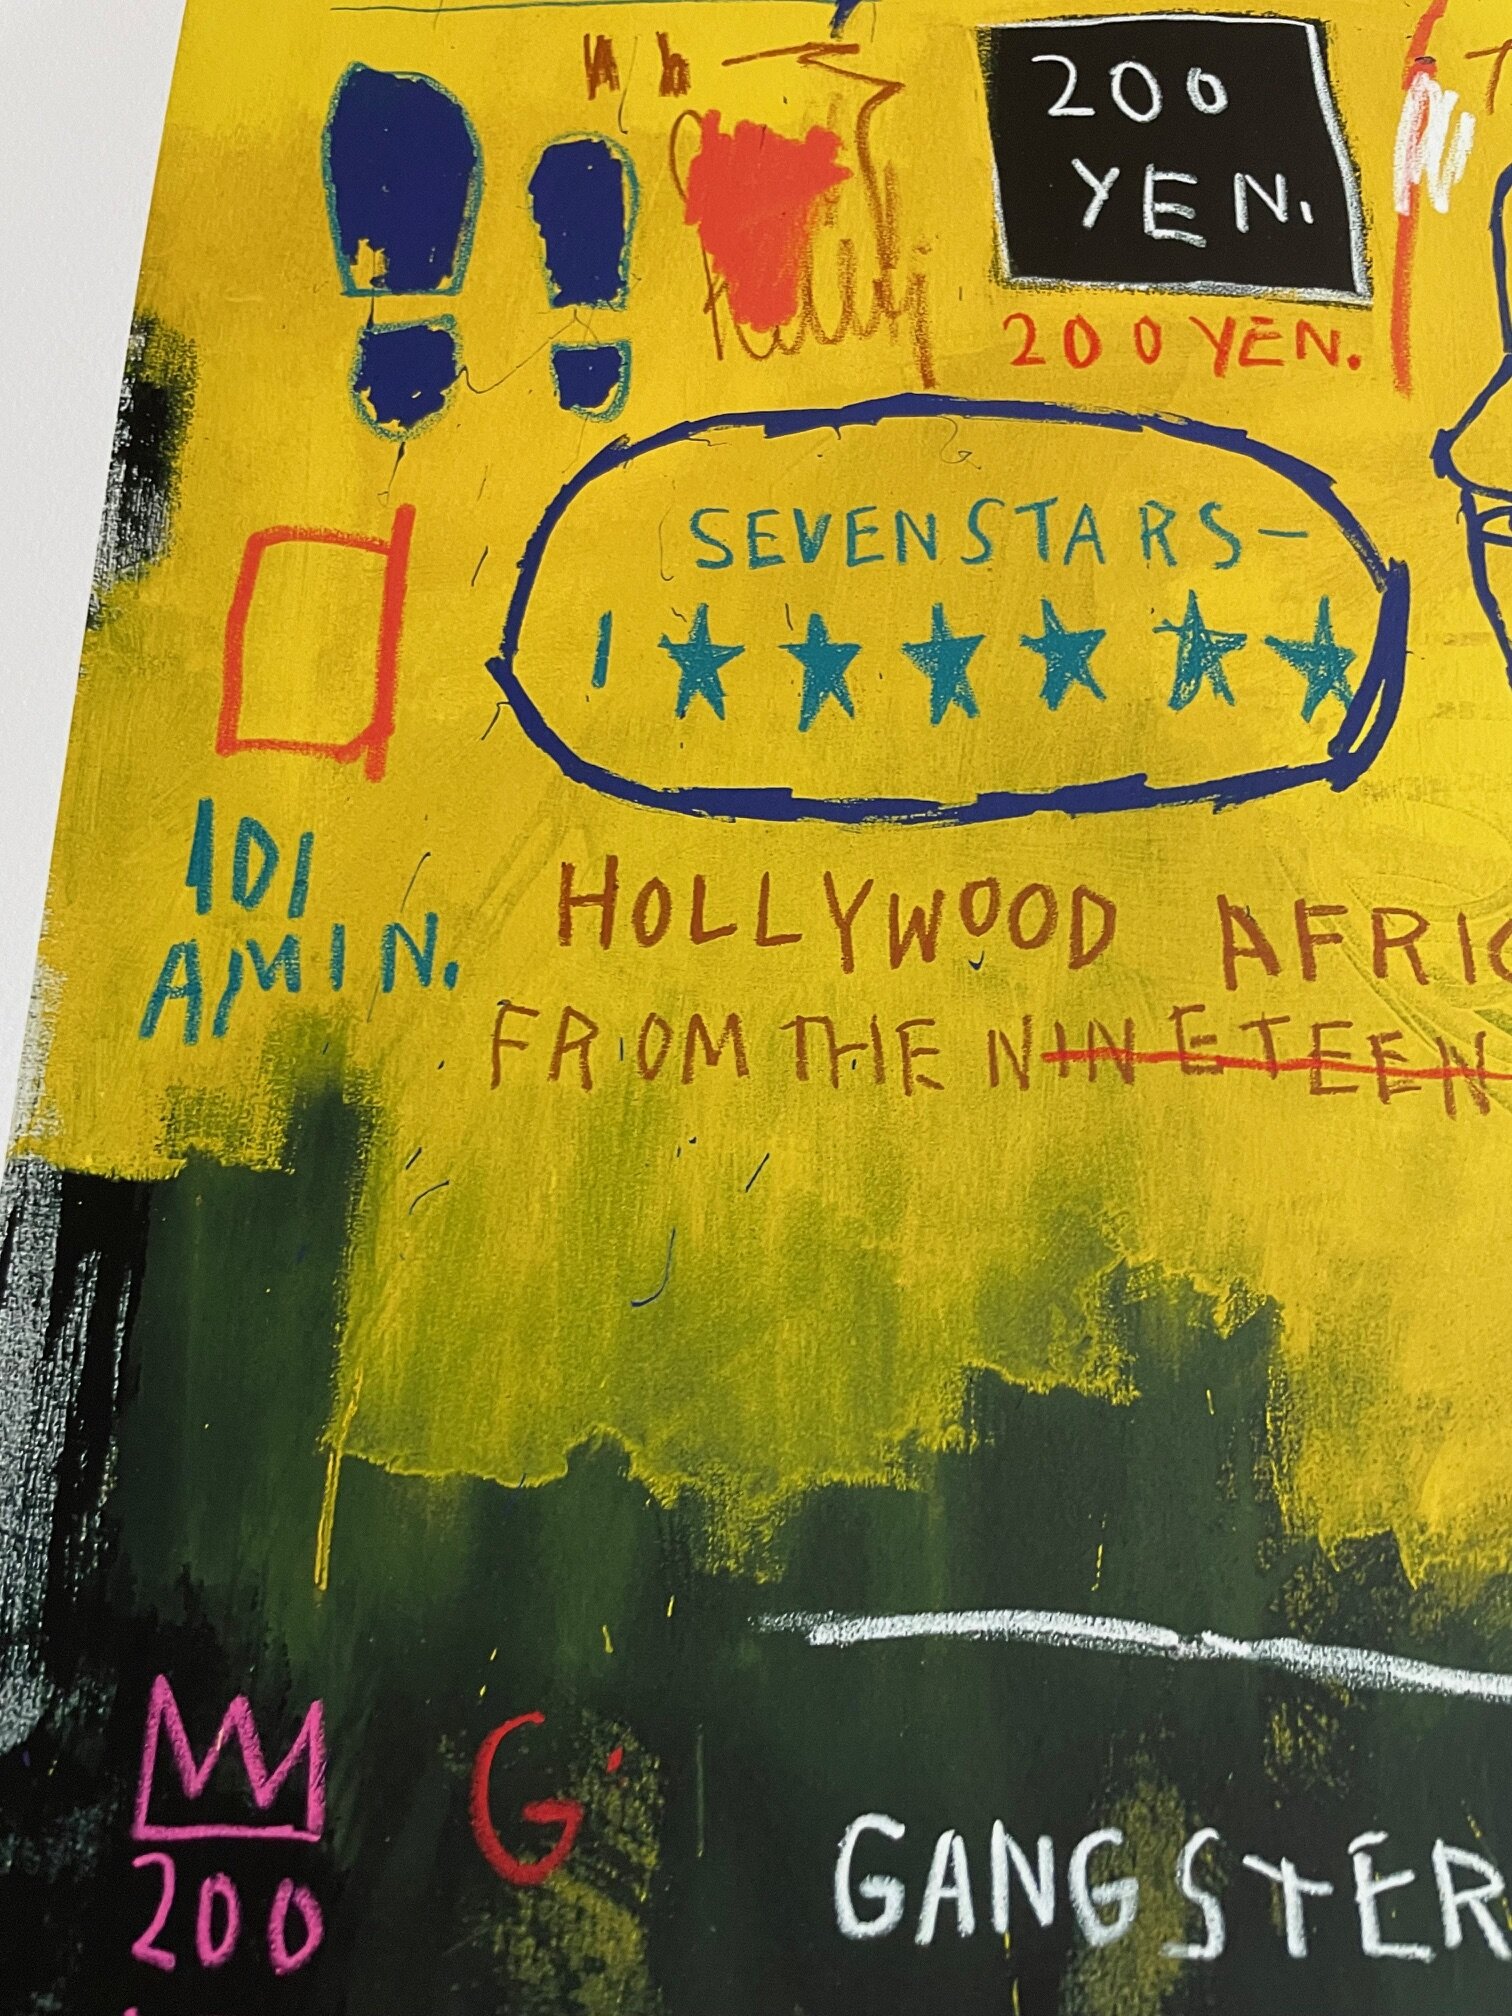 200
YEN.
200 YEN.
SEVEN STARS—
IDI
AMIN.
HOLLYWOOD AFRIC
FROM THE NINETEEN
G
200
GANGSTER